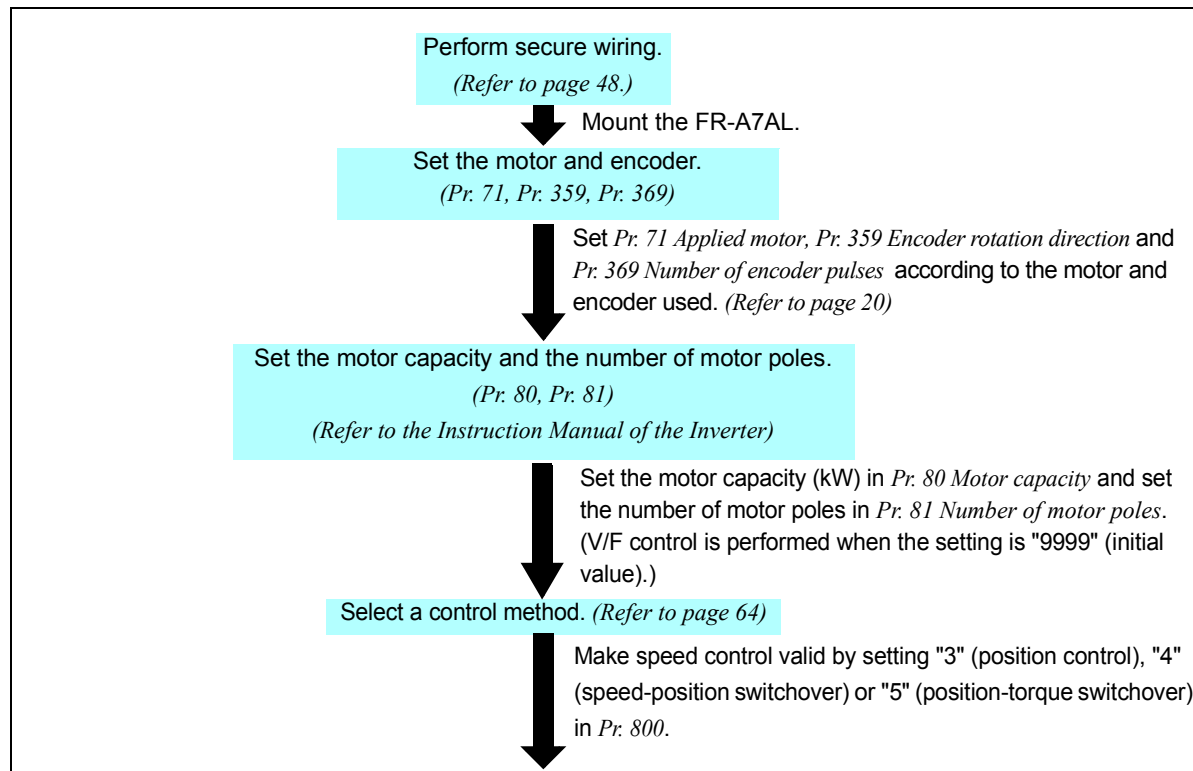 Perform secure wiring.
(Refer to page 48.)
Mount the FR-A7AL.
Set the motor and encoder.
(Pr. 71, Pr. 359, Pr. 369)
Set Pr. 71 Applied motor, Pr. 359 Encoder rotation direction and
Pr. 369 Number of encoder pulses according to the motor and
encoder used. (Refer to page 20)
Set the motor capacity and the number of motor poles.
(Pr. 80, Pr. 81)
(Refer to the Instruction Manual of the Inverter)
Set the motor capacity (kW) in Pr. 80 Motor capacity and set
the number of motor poles in Pr. 81 Number of motor poles.
(V/F control is performed when the setting is "9999" (initial
value).)
Select a control method. (Refer to page 64)
Make speed control valid by setting "3" (position control), "4"
(speed-position switchover) or "5" (position-torque switchover)
in Pr. 800.